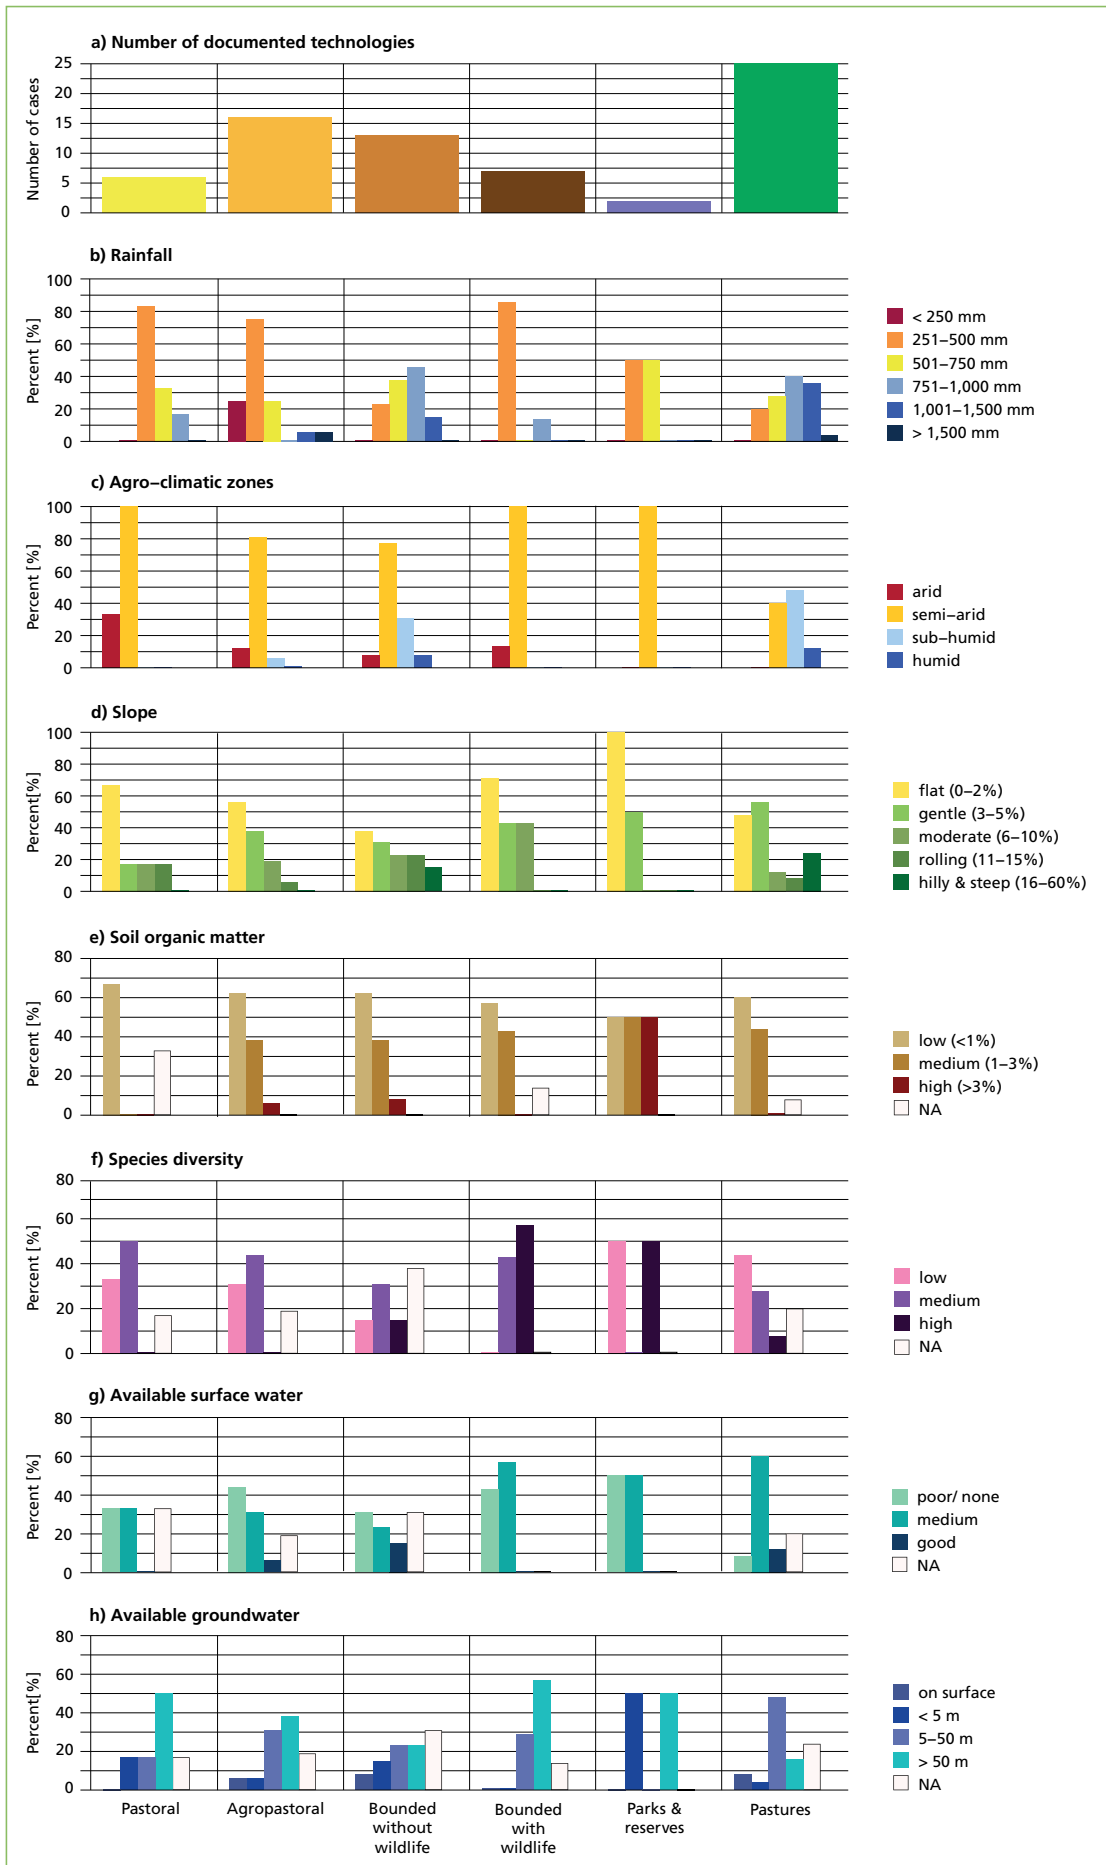 a) Number of documented technologies
Number of cases
25
20
15
10
5
0
b) Rainfall
Percent [%]
100
80
60
40
20
0
< 250 mm
251–500 mm
501–750 mm
751–1,000 mm
1,001–1,500 mm
> 1,500 mm
c) Agro–climatic zones
Percent [%]
100
80
60
40
20
0
arid
semi–arid
sub–humid
humid
d) Slope
Percent[%]
100
80
60
40
20
0
flat (0–2%)
gentle (3–5%)
moderate (6–10%)
rolling (11–15%)
hilly & steep (16–60%)
e) Soil organic matter
Percent [%]
80
60
40
20
0
low (<1%)
medium (1–3%)
high (>3%)
NA
f) Species diversity
Percent [%]
80
60
40
20
0
low
medium
high
NA
g) Available surface water
Percent [%]
80
60
40
20
0
poor/ none
medium
good
NA
h) Available groundwater
Percent[%]
80
60
40
20
0
on surface
< 5 m
5–50 m
> 50 m
NA
Pastoral
Agropastoral
Bounded
without
wildlife
Bounded
with
wildlife
Parks &
reserves
Pastures